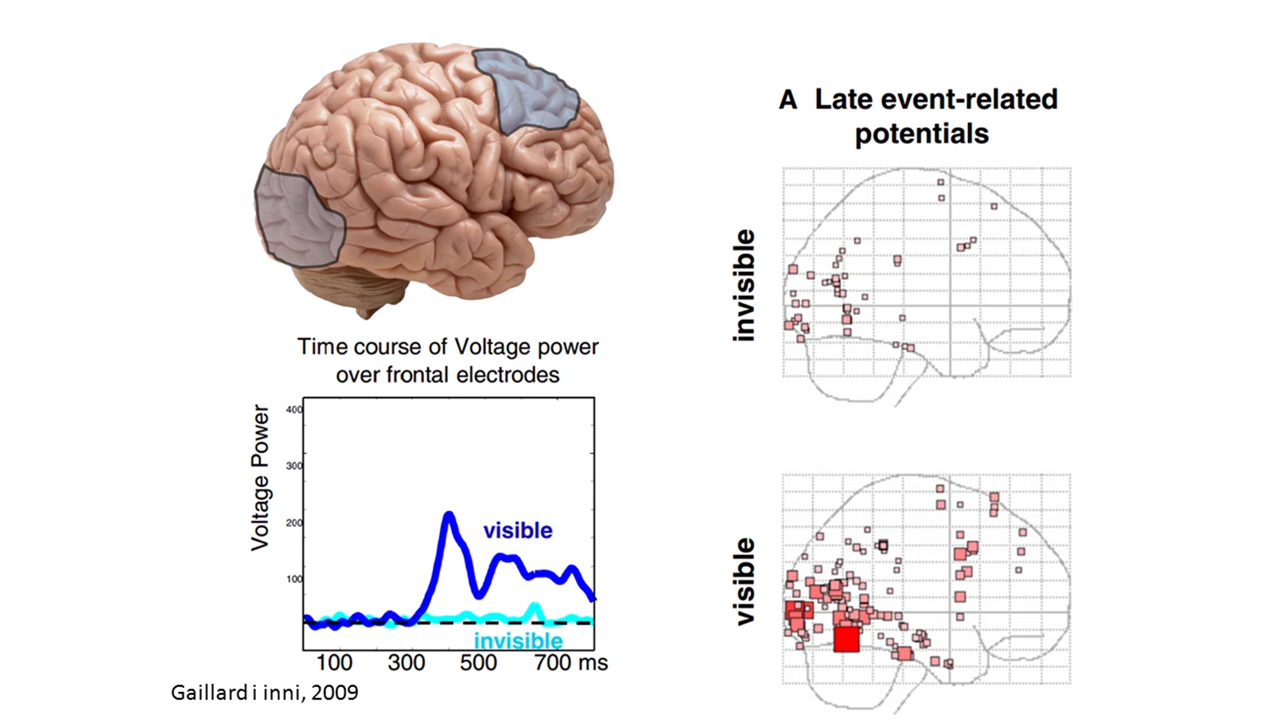 Time course of Voltage power
over frontal electrodes
Voltage Power
400
300
200
100
visible
invisible
100 300 500 700 ms
Gaillard i inni, 2009
A Late event-related
potentials
invisible
visible